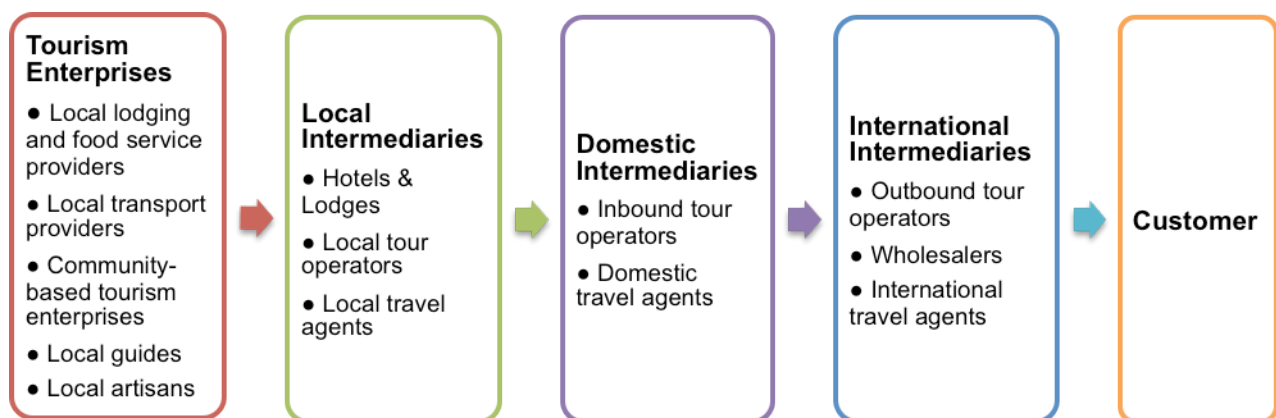 Tourism
Enterprises
● Local lodging
and food service
providers
● Local transport
providers
● Community-
based tourism
enterprises
● Local guides
● Local artisans
Local
Intermediaries
● Hotels &
Lodges
● Local tour
operators
● Local travel
agents
Domestic
Intermediaries
● Inbound tour
operators
● Domestic
travel agents
International
Intermediaries
● Outbound tour
operators
● Wholesalers
● International
travel agents
Customer